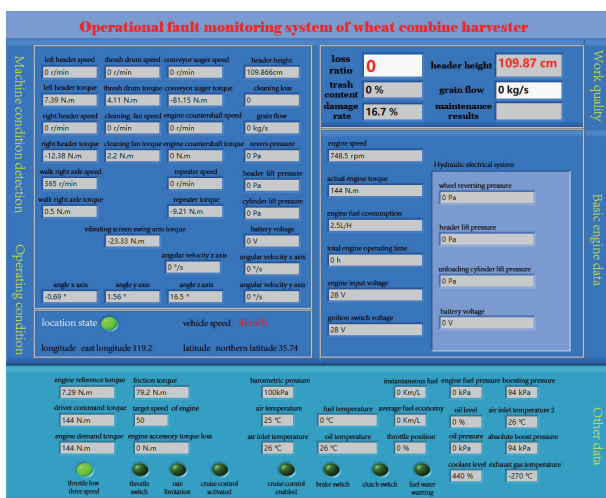 Operational fault monitoring system of wheat combine harvester
Machine condition detection
Operating condition
left header speed thresh drum speed conveyor auger speed header height
0 r/min 0 r/min 0 r/min 109.866cm
left header torque thresh drum torque conveyor auger torque cleaning loss
7.39 N.m 4.11 N.m -81.15 N.m 0
right header speed cleaning fan speed engine countershaft speed grain flow
0 r/min 0 r/min 0 r/min 0 kg/s
right header torque cleaning fan torque engine countershaft torque revers pressure
-12.38 N.m 2.2 N.m 0 N.m 0 Pa
walk right axle speed repeater speed header lift pressure
365 r/min 0 r/min 0 Pa
walk right axle torque repeater torque cylinder lift pressure
0.5 N.m -9.21 N.m 0 Pa
vibrating screen swing arm torque battery voltage
-23.33 N.m 0 V
angular velocity z axis angular velocity x axis
0 °/s 0 °/s
angle x axis angle y axis angle z axis angular velocity y axis
-0.69 ° 1.56 ° 16.5 ° 0 °/s
location state vehicle speed
longitude east longitude 119.2 latitude northern latitude 35.74
loss ratio 0 header height 109.87 cm
trash content 0 % grain flow 0 kg/s
damage rate 16.7 % maintenance results
Work quality
engine speed
748.5 rpm
actual engine torque
144 N.m
engine fuel consumption
2.5L/H
total engine operating time
0 h
engine input voltage
28 V
gnition switch voltage
28 V
Hydraulic electrical system
wheel reversing pressure
0 Pa
header lift pressure
0 Pa
unloading cylinder lift pressure
0 Pa
battery voltage
0 V
Basic engine data
engine reference torque friction torque barometric pressure instantaneous fuel engine fuel pressure boosting pressure
7.29 N.m 79.2 N.m 100kPa 0 Km/L 0 kPa 94 kPa
driver command torque target speed of engine air temperature fuel temperature average fuel economy oil level air inlet temperature 2
144 N.m 50 25 ℃ 0 ℃ 0 Km/L 0 % 26 ℃
engine demand torque engine accessory torque loss air inlet temperature oil temperature throttle position oil pressure absolute boost pressure
144 N.m 0 N.m 26 ℃ 26 ℃ 0 % 0 kPa 94 kPa
coolant level exhaust gas temperature
440 % -270 ℃
throttle low three speed
throttle switch
rate limitation
cruise control activated
cruise control enabled
brake switch
clutch switch
fuel water warning
Other data